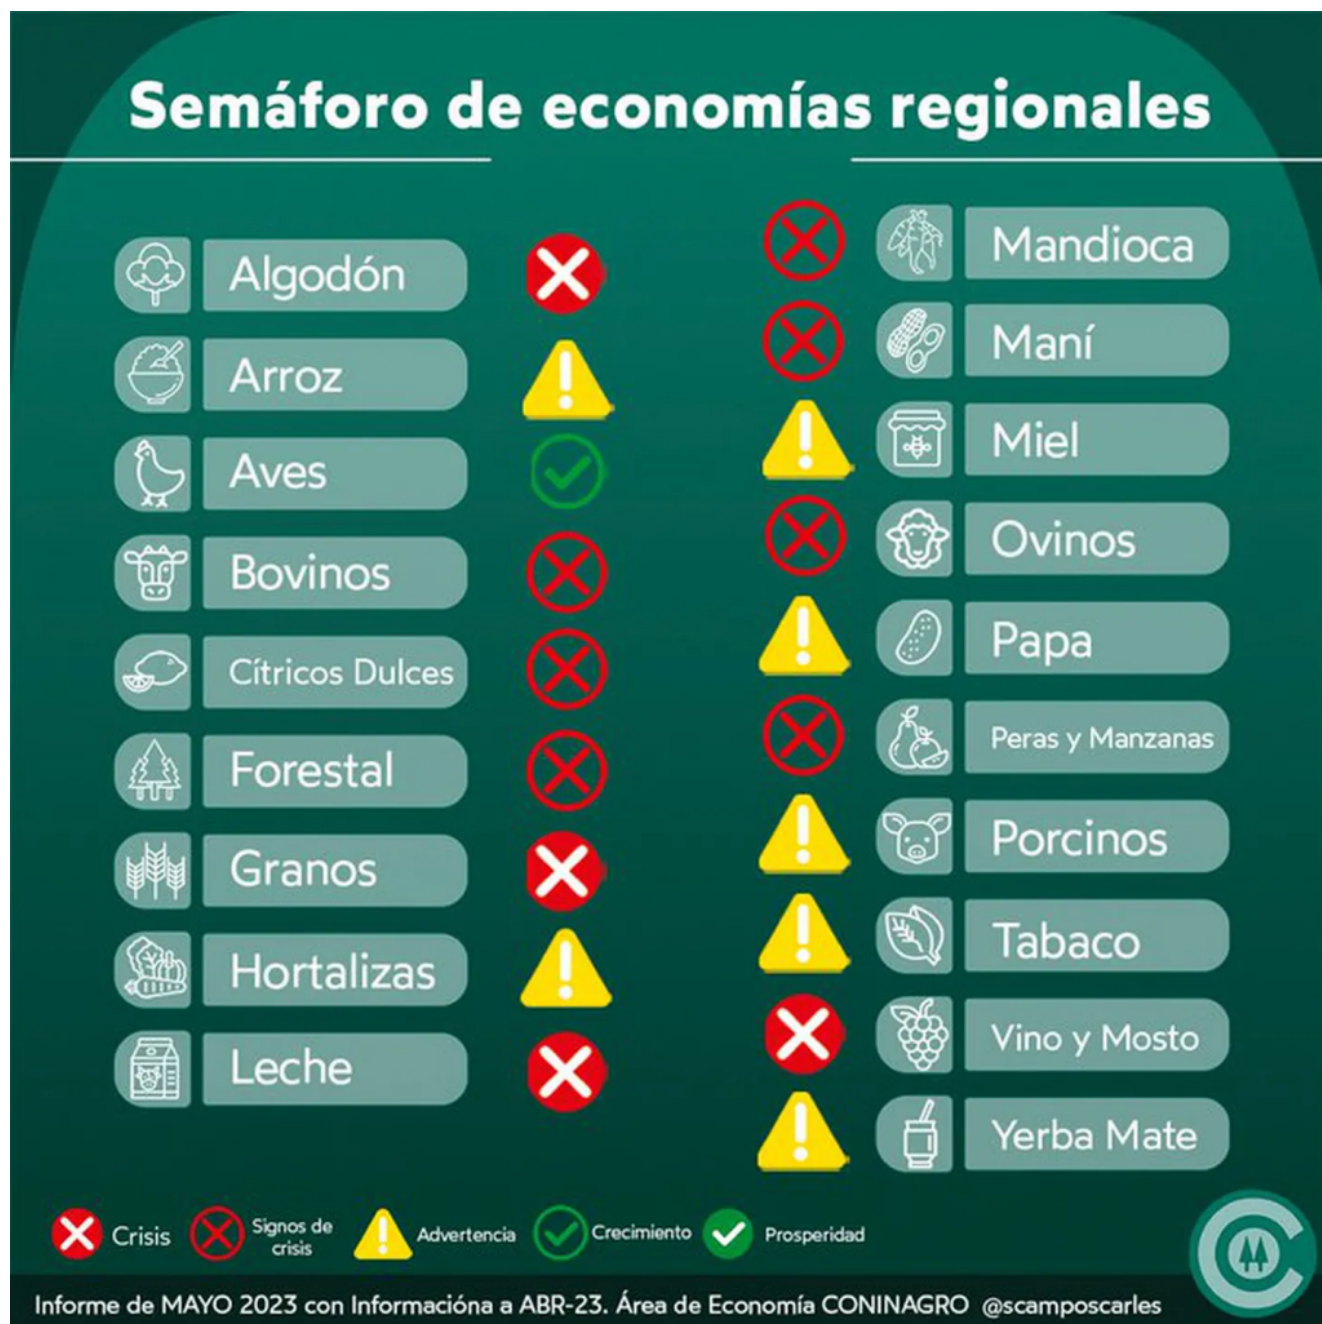 Semáforo de economías regionales
Algodón
Arroz
Aves
Bovinos
Cítricos Dulces
Forestal
Granos
Hortalizas
Leche
Mandioca
Maní
Miel
Ovinos
Papa
Peras y Manzanas
Porcinos
Tabaco
Vino y Mosto
Yerba Mate
Crisis
Signos de
crisis
Advertencia
Crecimiento
Prosperidad
Informe de MAYO 2023 con Informacióna a ABR-23. Área de Economía CONINAGRO @scamposcarles